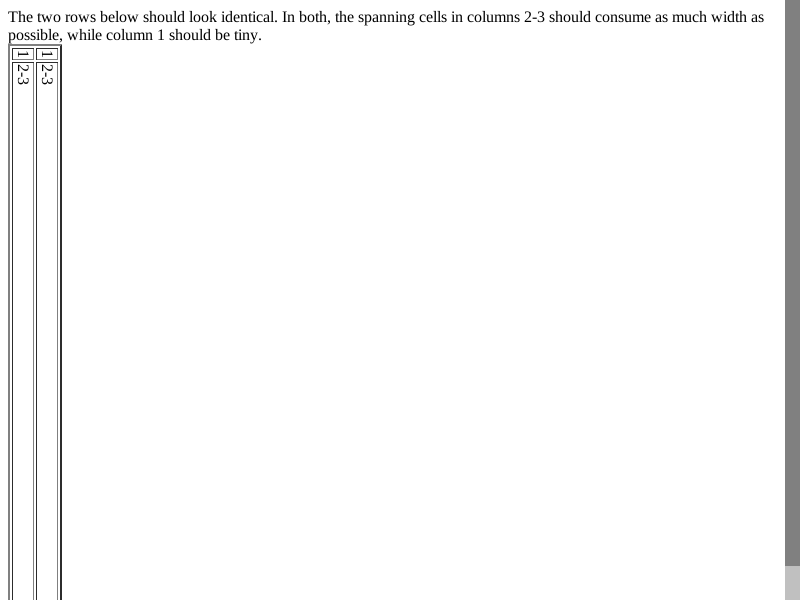 The two rows below should look identical. In both, the spanning cells in columns 2-3 should consume as much width as
possible, while column 1 should be tiny.
1 2-3
1 2-3